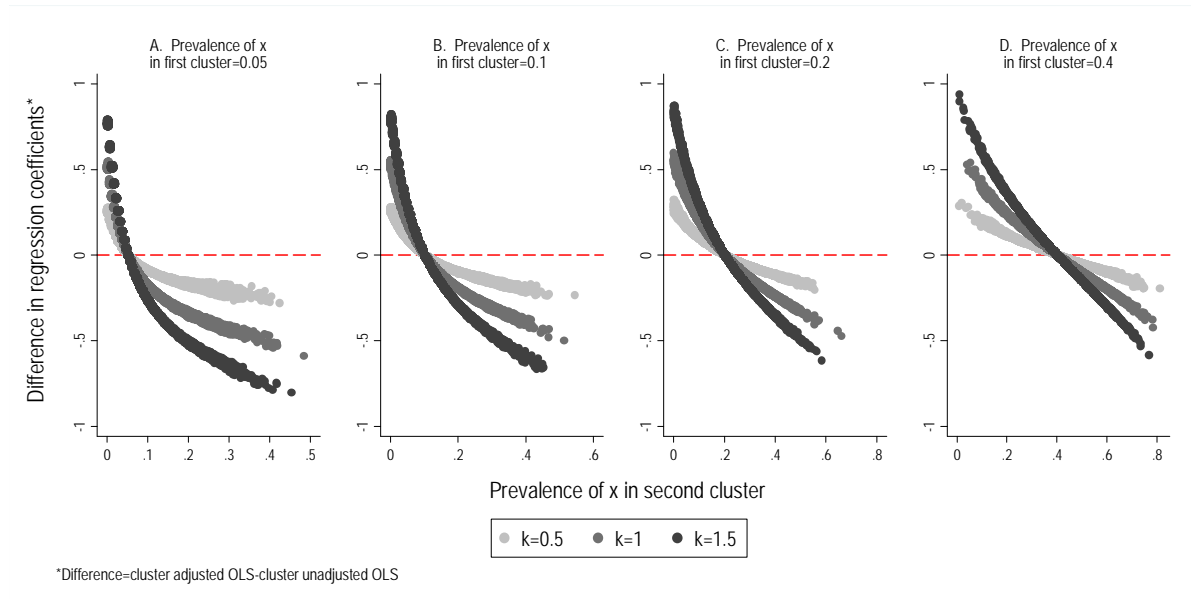 A. Prevalence of x
in first cluster=0.05
B. Prevalence of x
in first cluster=0.1
C. Prevalence of x
in first cluster=0.2
D. Prevalence of x
in first cluster=0.4
Difference in regression coefficients*
1
.5
0
-.5
-1
0 .1 .2 .3 .4 .5
1
.5
0
-.5
-1
0 .2 .4 .6
1
.5
0
-.5
-1
0 .2 .4 .6 .8
1
.5
0
-.5
-1
0 .2 .4 .6 .8
Prevalence of x in second cluster
k=0.5 k=1 k=1.5
*Difference=cluster adjusted OLS-cluster unadjusted OLS